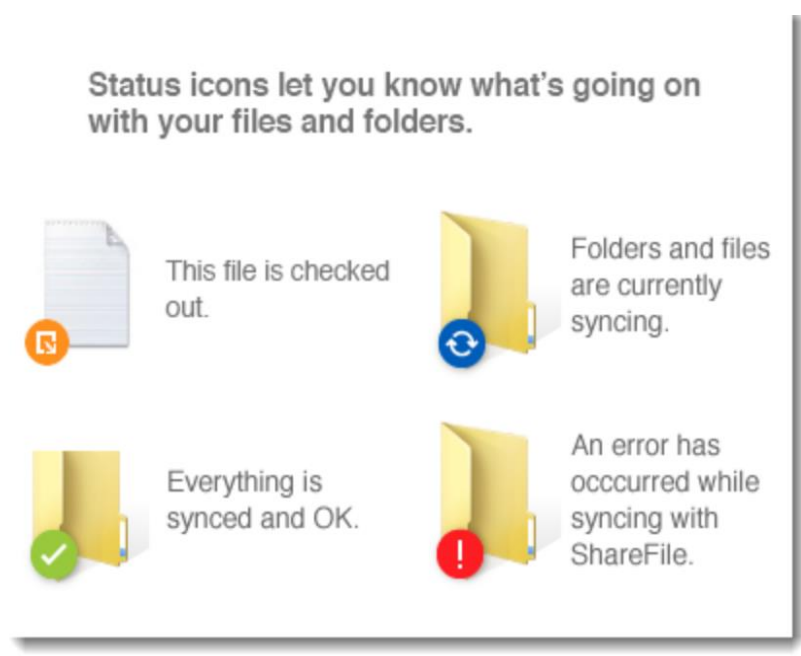 Status icons let you know what's going on
with your files and folders.
This file is checked
out.
Folders and files
are currently
syncing.
Everything is
synced and OK.
An error has
occcurred while
syncing with
ShareFile.